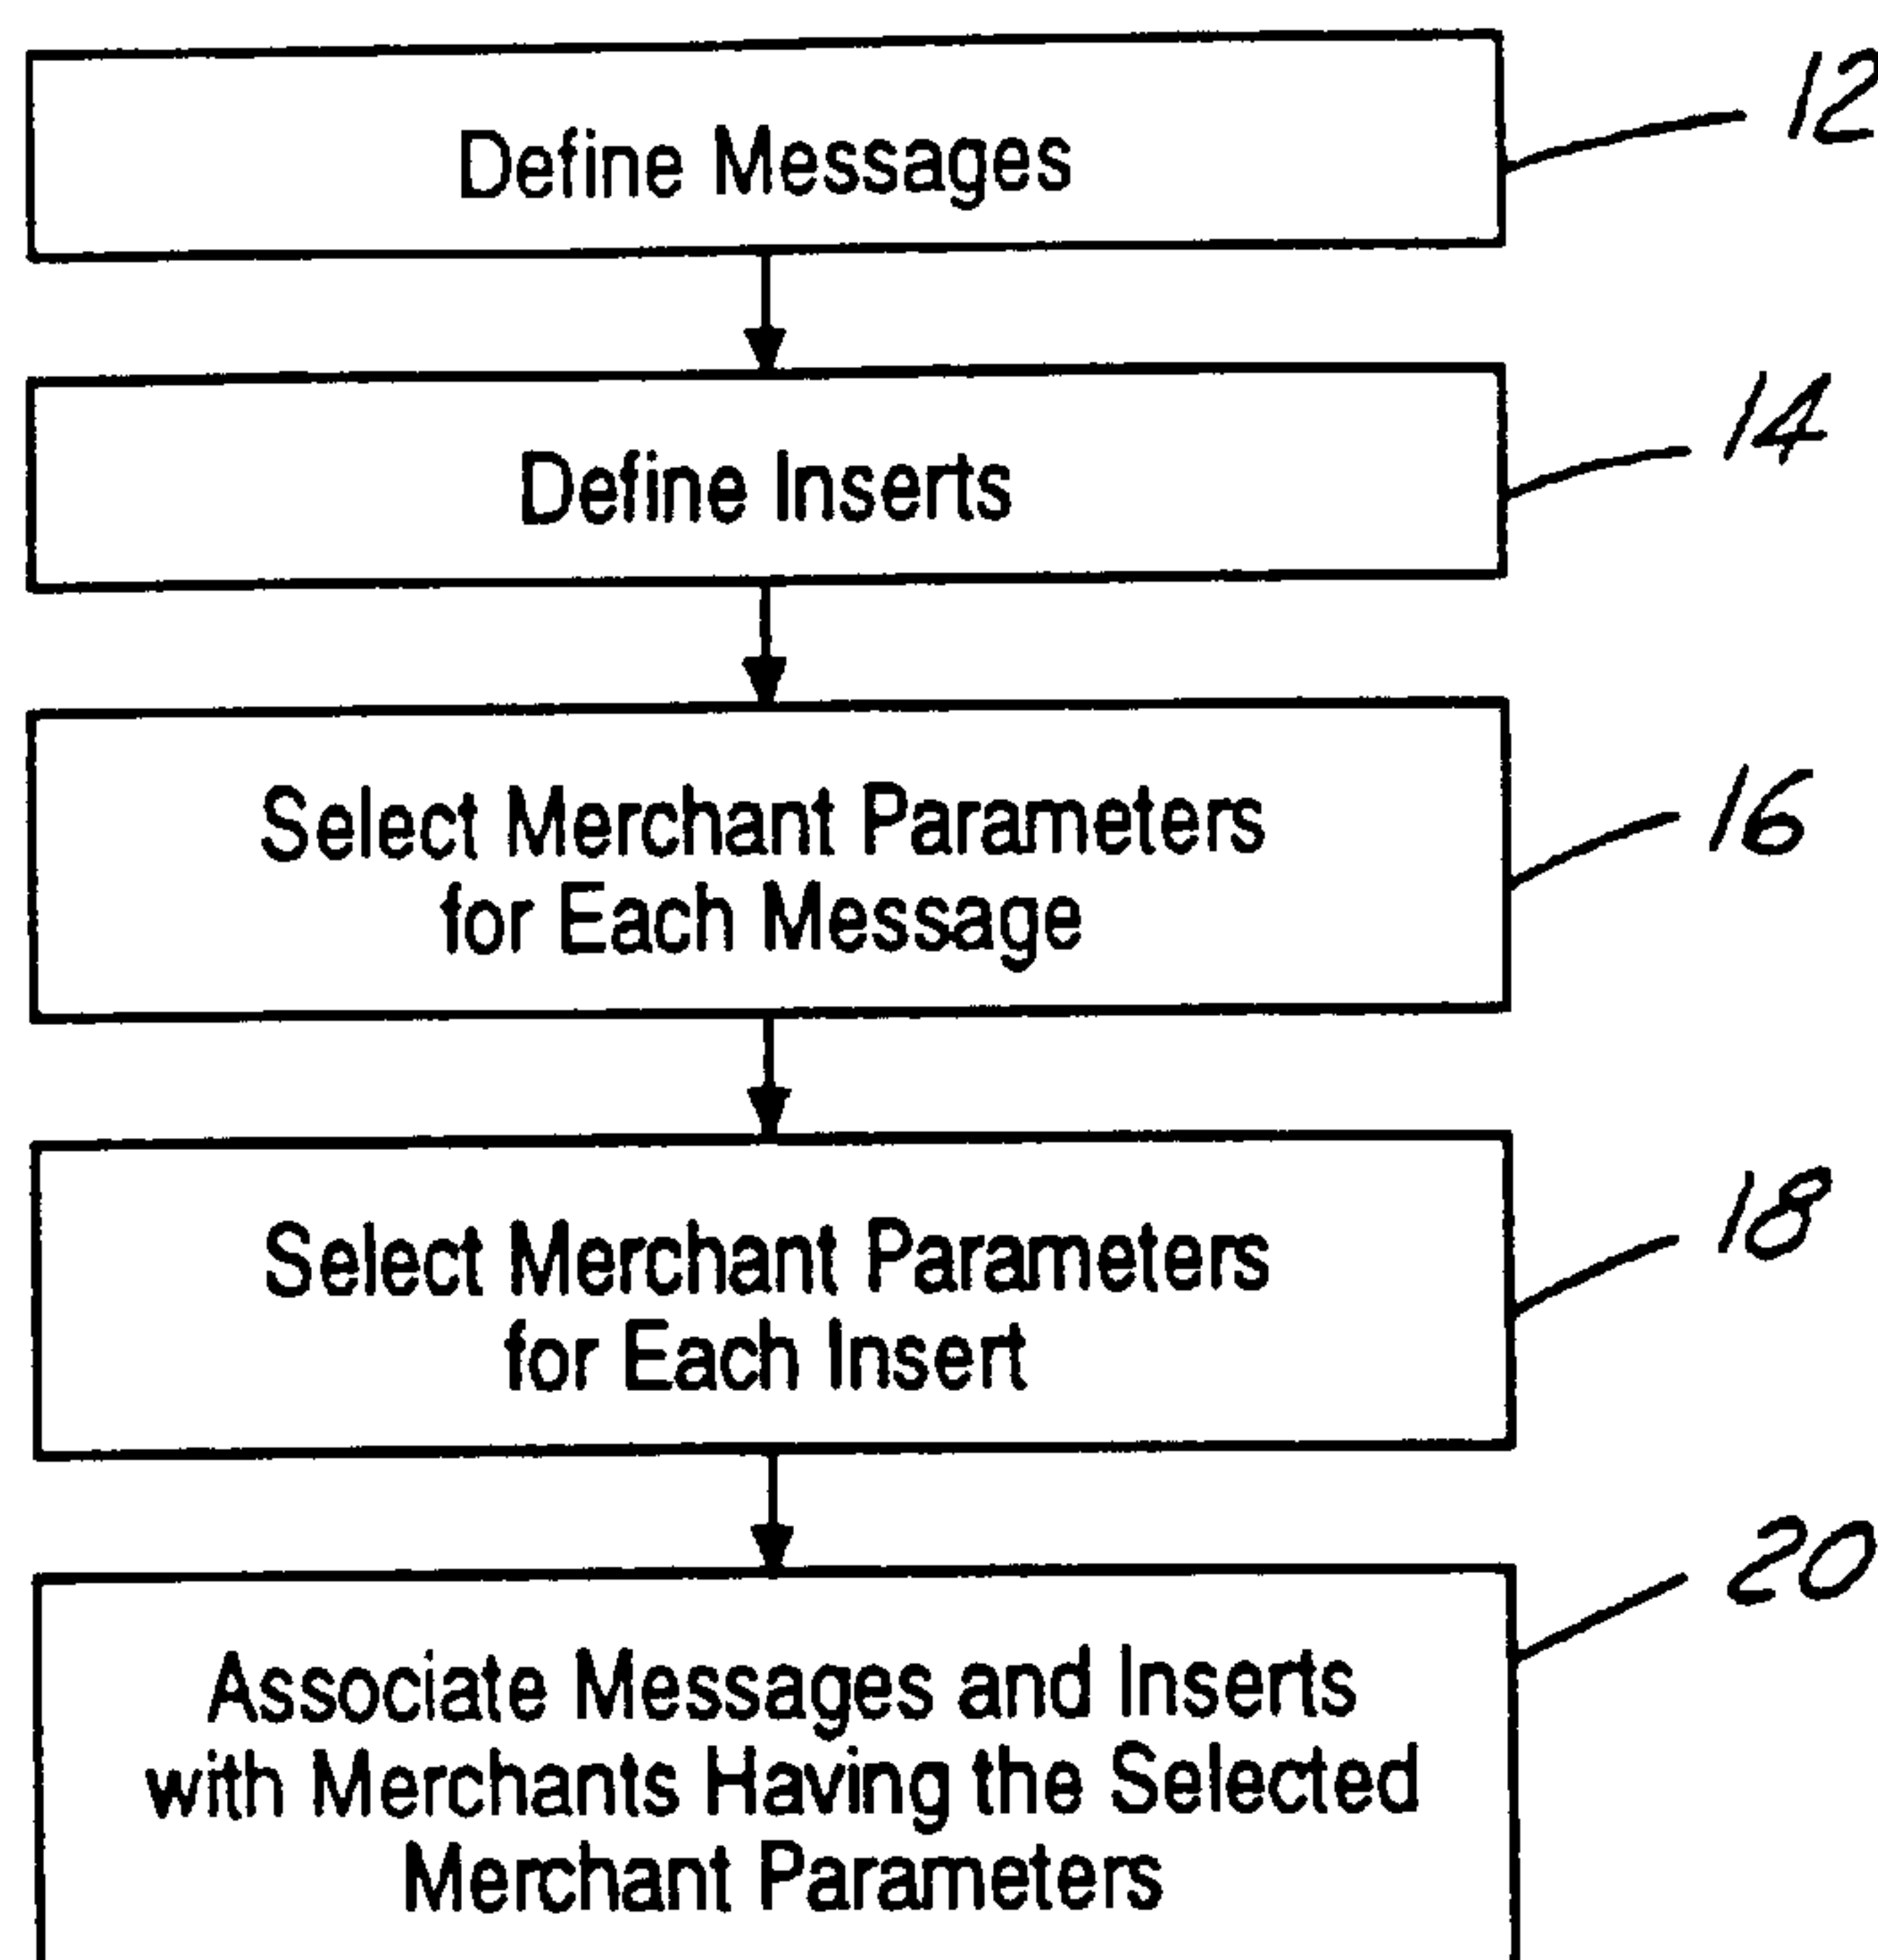 Define Messages
12
Define Inserts
14
Select Merchant Parameters
for Each Message
16
Select Merchant Parameters
for Each Insert
18
Associate Messages and Inserts
with Merchants Having the Selected
Merchant Parameters
20